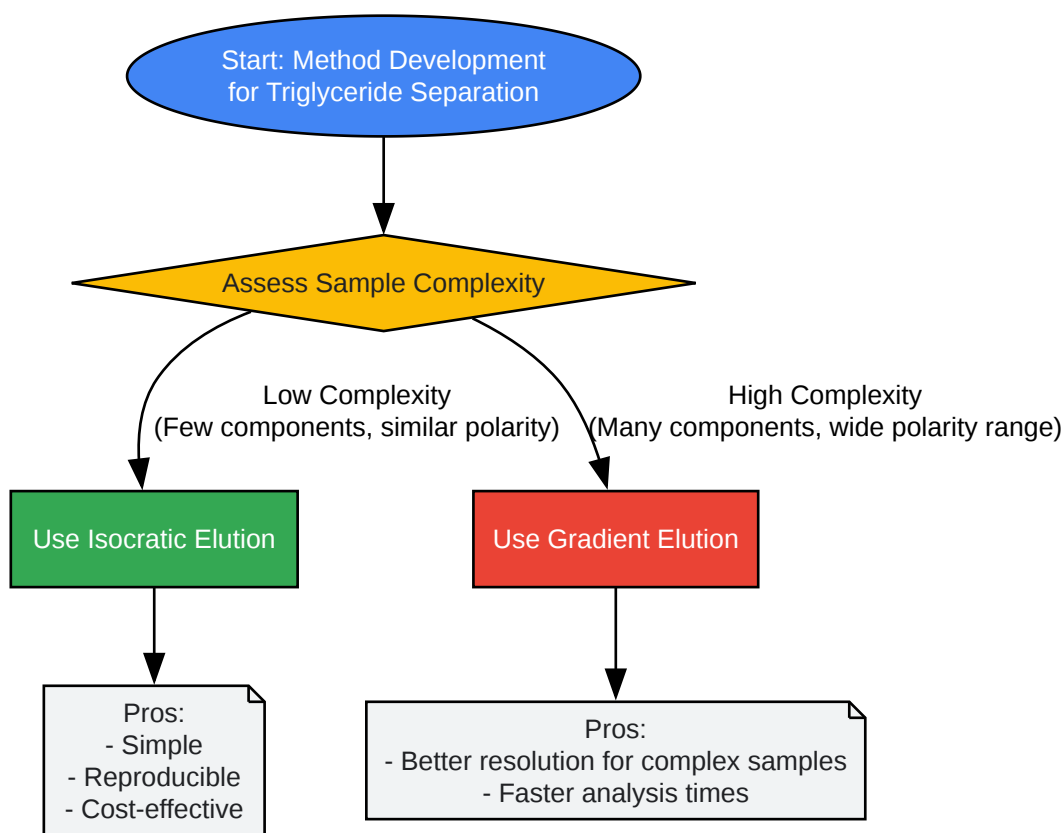 Start: Method Development
for Triglyceride Separation
Assess Sample Complexity
Low Complexity
(Few components, similar polarity)
High Complexity
(Many components, wide polarity range)
Use Isocratic Elution
Use Gradient Elution
Pros:
- Simple
- Reproducible
- Cost-effective
Pros:
- Better resolution for complex samples
- Faster analysis times